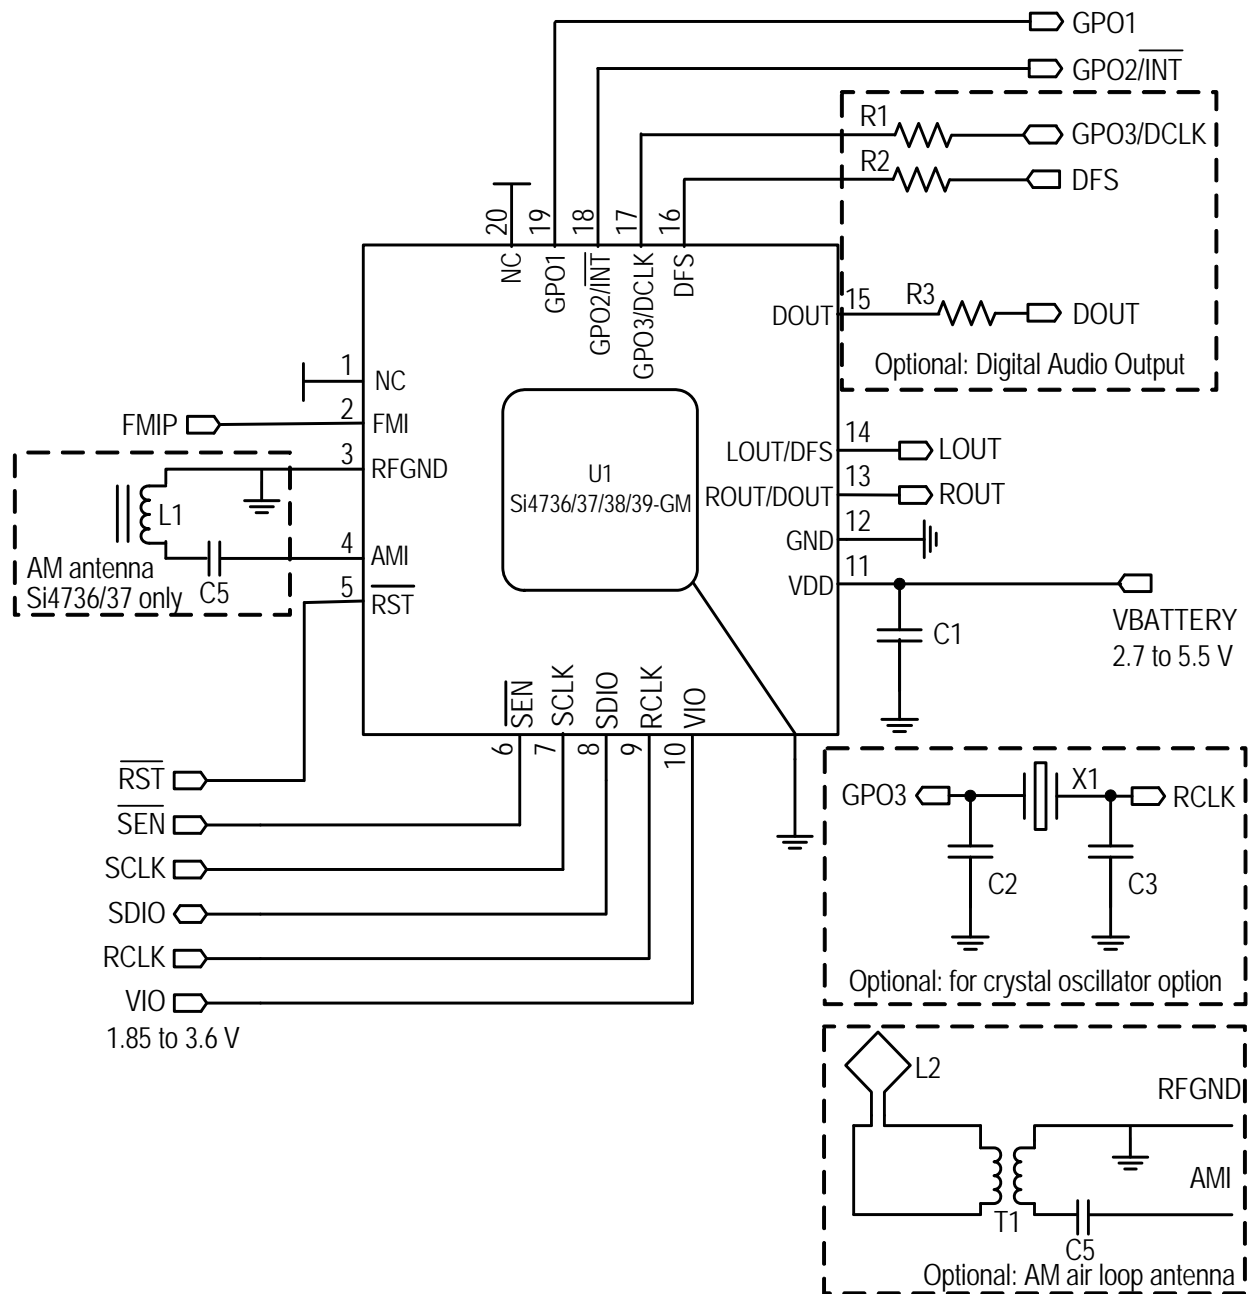 GPO1
GPO2/INT
R1
GPO3/DCLK
R2
DFS
20
19
18
17
16
NC
GPO1
GPO2/INT
GPO3/DCLK
DFS
DOUT
15
R3
DOUT
Optional: Digital Audio Output
1
NC
FMIP
2
FMI
3
RFGND
L1
4
AMI
AM antenna
Si4736/37 only
C5
5
RST
U1
Si4736/37/38/39-GM
LOUT/DFS
14
LOUT
ROUT/DOUT
13
ROUT
GND
12
VDD
11
C1
VBATTERY
2.7 to 5.5 V
SEN
SCLK
SDIO
RCLK
VIO
6
7
8
9
10
RST
SEN
SCLK
SDIO
RCLK
VIO
1.85 to 3.6 V
GPO3
X1
RCLK
C2
C3
Optional: for crystal oscillator option
L2
RFGND
AMI
T1
C5
Optional: AM air loop antenna